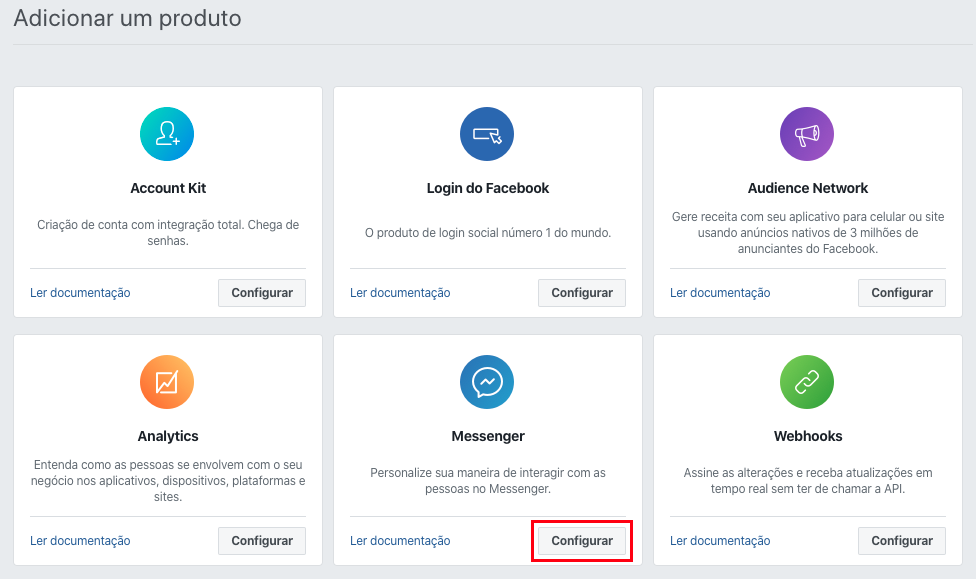 Adicionar um produto
Account Kit
Criação de conta com integração total. Chega de
senhas.
Ler documentação
Configurar
Login do Facebook
O produto de login social número 1 do mundo.
Ler documentação
Configurar
Audience Network
Gere receita com seu aplicativo para celular ou site
usando anúncios nativos de 3 milhões de
anunciantes do Facebook.
Ler documentação
Configurar
Analytics
Entenda como as pessoas se envolvem com o seu
negócio nos aplicativos, dispositivos, plataformas e
sites.
Ler documentação
Configurar
Messenger
Personalize sua maneira de interagir com as
pessoas no Messenger.
Ler documentação
Configurar
Webhooks
Assine as alterações e receba atualizações em
tempo real sem ter de chamar a API.
Ler documentação
Configurar